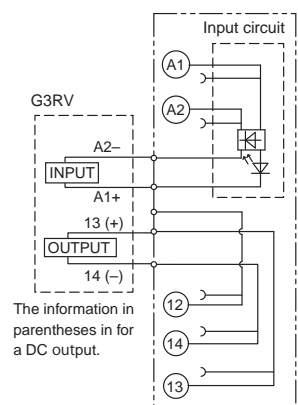 Input circuit
A1
G3RV
A2
A2–
INPUT
A1+
13 (+)
OUTPUT
14 (–)
12
14
13
The information in
parentheses in for
a DC output.